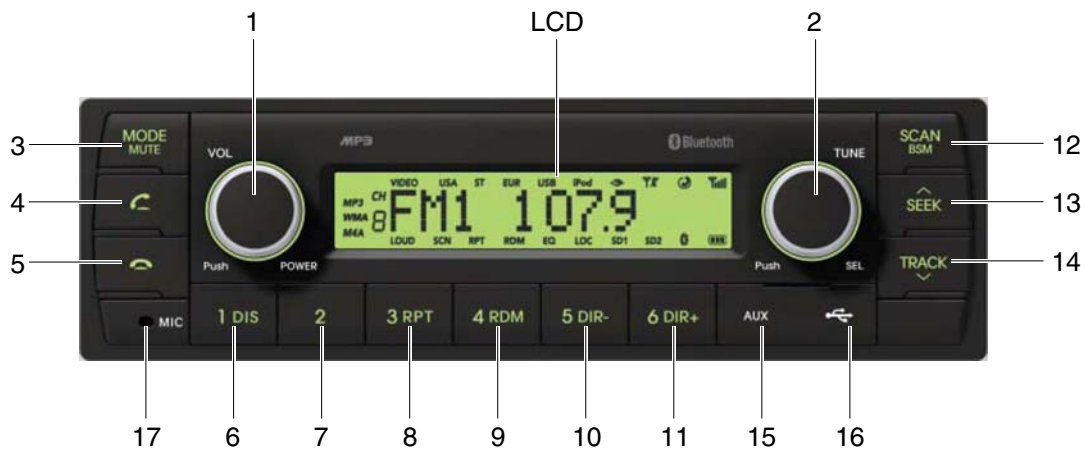 1 LCD 2
3 MODE MUTE
4
5
VOL
Push POWER
MP3 Bluetooth
VIDEO USA ST EUR USB iPod
MP3 CH
WMA 8
M4A
FM1 107.9
LOUD SCN RPT RDM EQ LOC SD1 SD2
TUNE
Push SEL
SCAN BSM 12
SEEK 13
TRACK 14
MIC
1 DIS 2 3 RPT 4 RDM 5 DIR- 6 DIR+ AUX
17 6 7 8 9 10 11 15 16